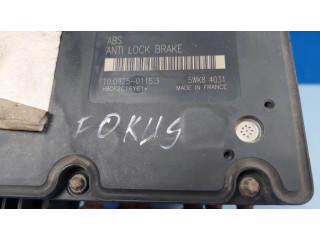 ABS
ANTI LOCK BRAKE
10.0925-0115.3 5WK8 4031
MADE IN FRANCE
FOKUS